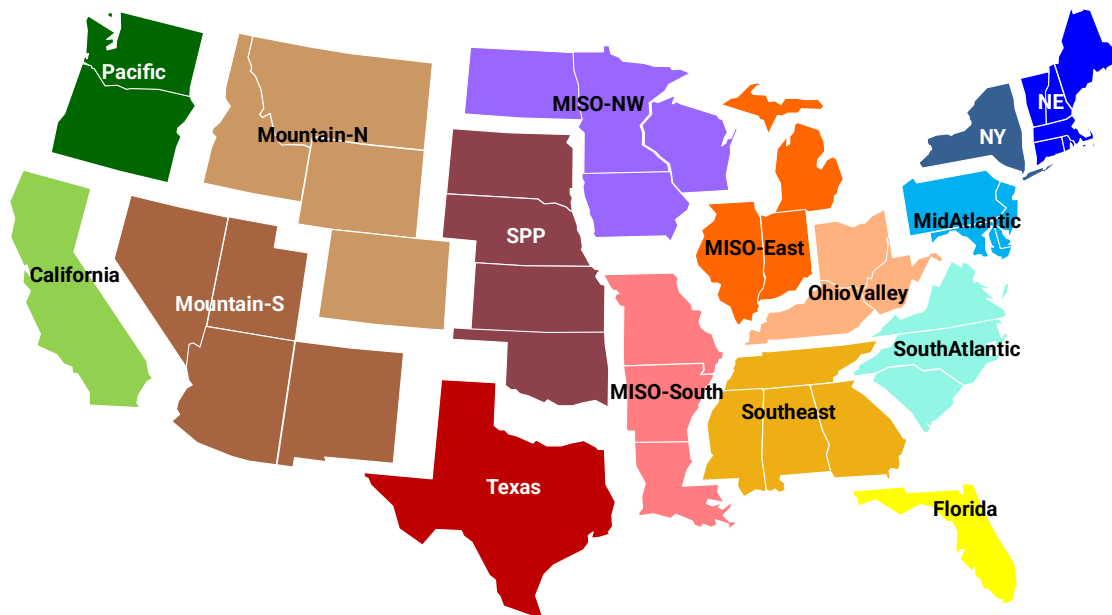 Pacific
NE
MISO-NW
Mountain-N
NY
MidAtlantic
SPP
MISO-East
California
OhioValley
Mountain-S
SouthAtlantic
MISO-South
Southeast
Texas
Florida